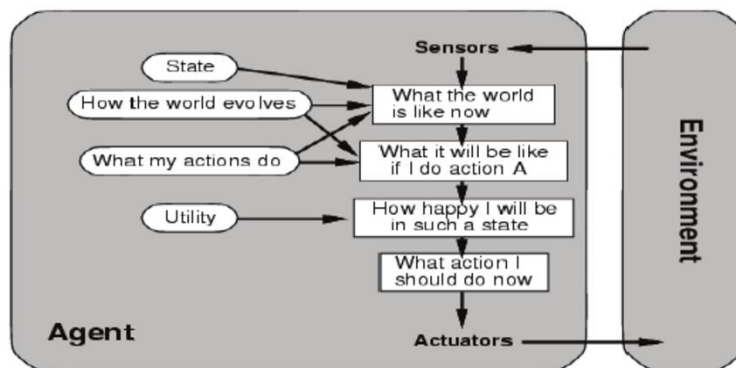 Sensors
State
How the world evolves
What the world
is like now
What my actions do
What it will be like
if I do action A
Utility
How happy I will be
in such a state
What action I
should do now
Agent
Actuators
Environment